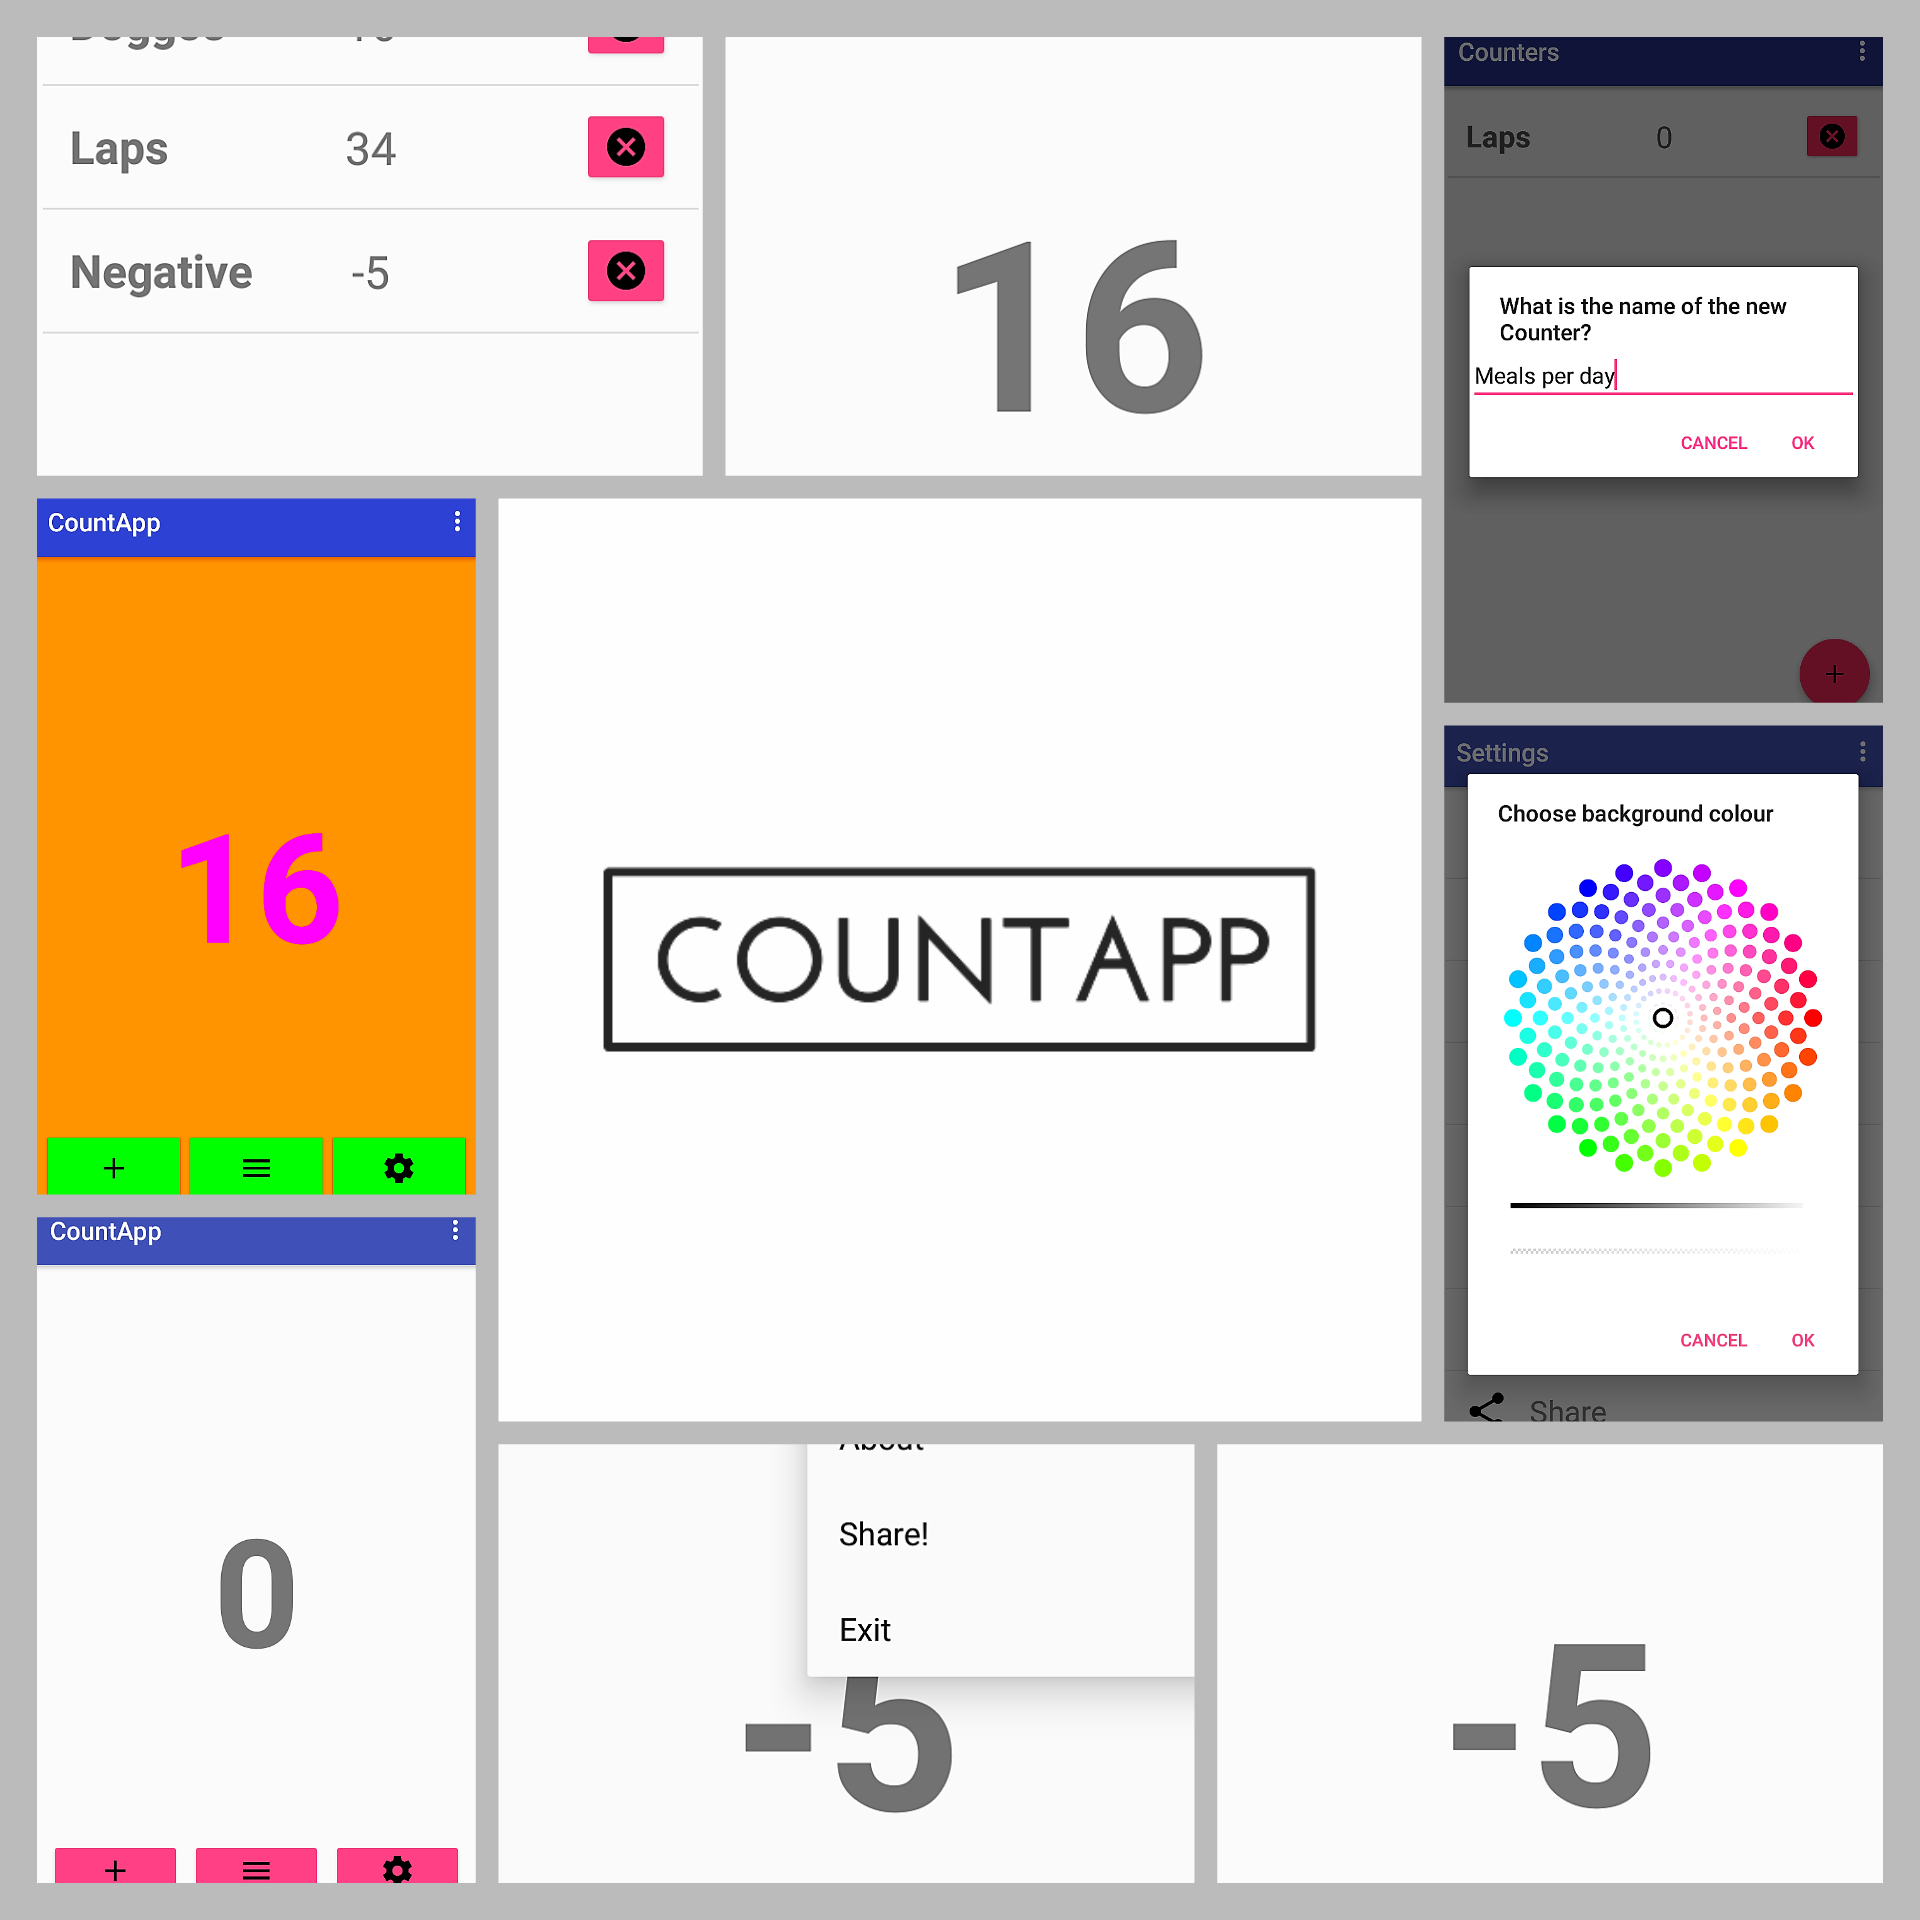 Laps 34
Negative -5
16
Counters
Laps 0
What is the name of the new
Counter?
Meals per day
CANCEL OK
CountApp
16
COUNTAPP
Settings
Choose background colour
CANCEL OK
Share
CountApp
0
About
Share!
Exit
-5
-5